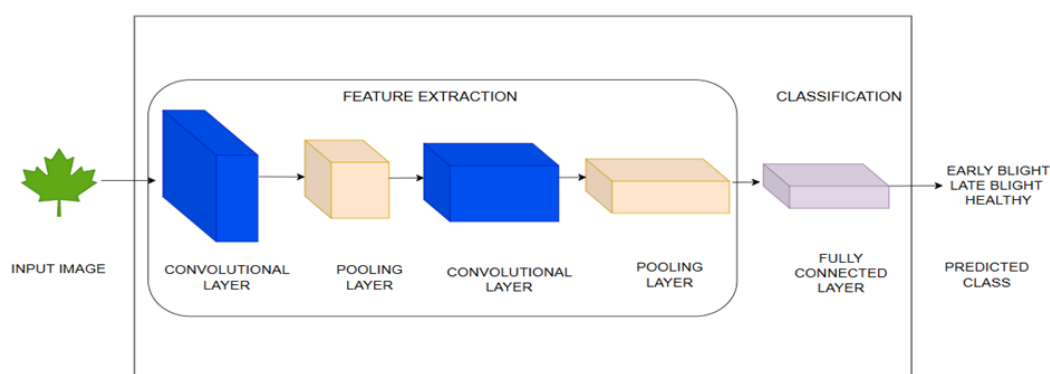 FEATURE EXTRACTION
CLASSIFICATION
EARLY BLIGHT
LATE BLIGHT
HEALTHY
INPUT IMAGE
CONVOLUTIONAL
LAYER
POOLING
LAYER
CONVOLUTIONAL
LAYER
POOLING
LAYER
FULLY
CONNECTED
LAYER
PREDICTED
CLASS